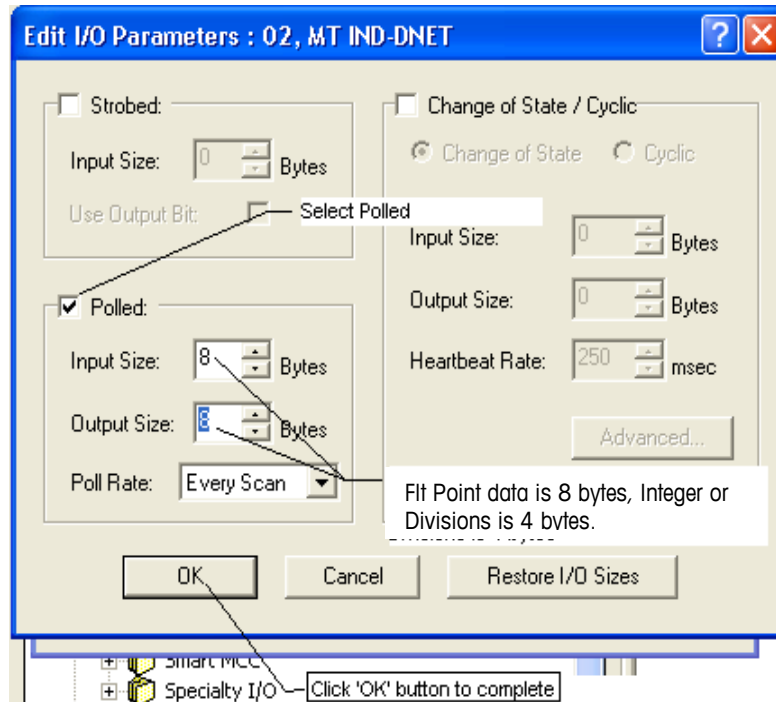 Edit I/O Parameters : 02, MT IND-DNET
Strobed:
Input Size: 0 Bytes
Use Output Bit:
Select Polled
Polled:
Input Size: 8 Bytes
Output Size: 8 Bytes
Poll Rate: Every Scan
Change of State / Cyclic
Change of State Cyclic
Input Size: 0 Bytes
Output Size: 0 Bytes
Heartbeat Rate: 250 msec
Advanced...
Flt Point data is 8 bytes, Integer or
Divisions is 4 bytes.
OK Cancel Restore I/O Sizes
Smart MCC
Specialty I/O
Click 'OK' button to complete